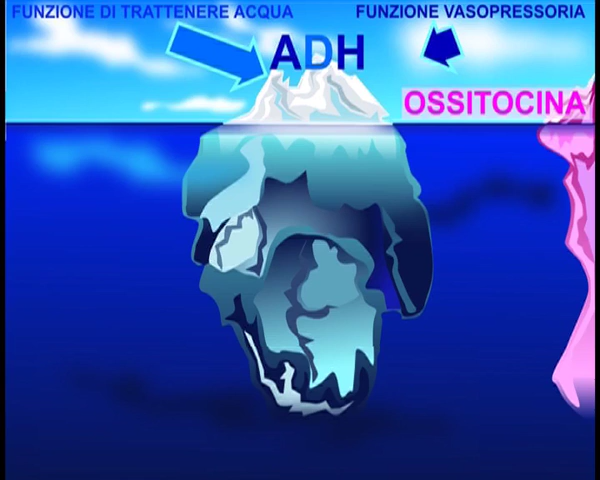 FUNZIONE DI TRATTENERE ACQUA
FUNZIONE VASOPRESSORIA
ADH
OSSITOCINA